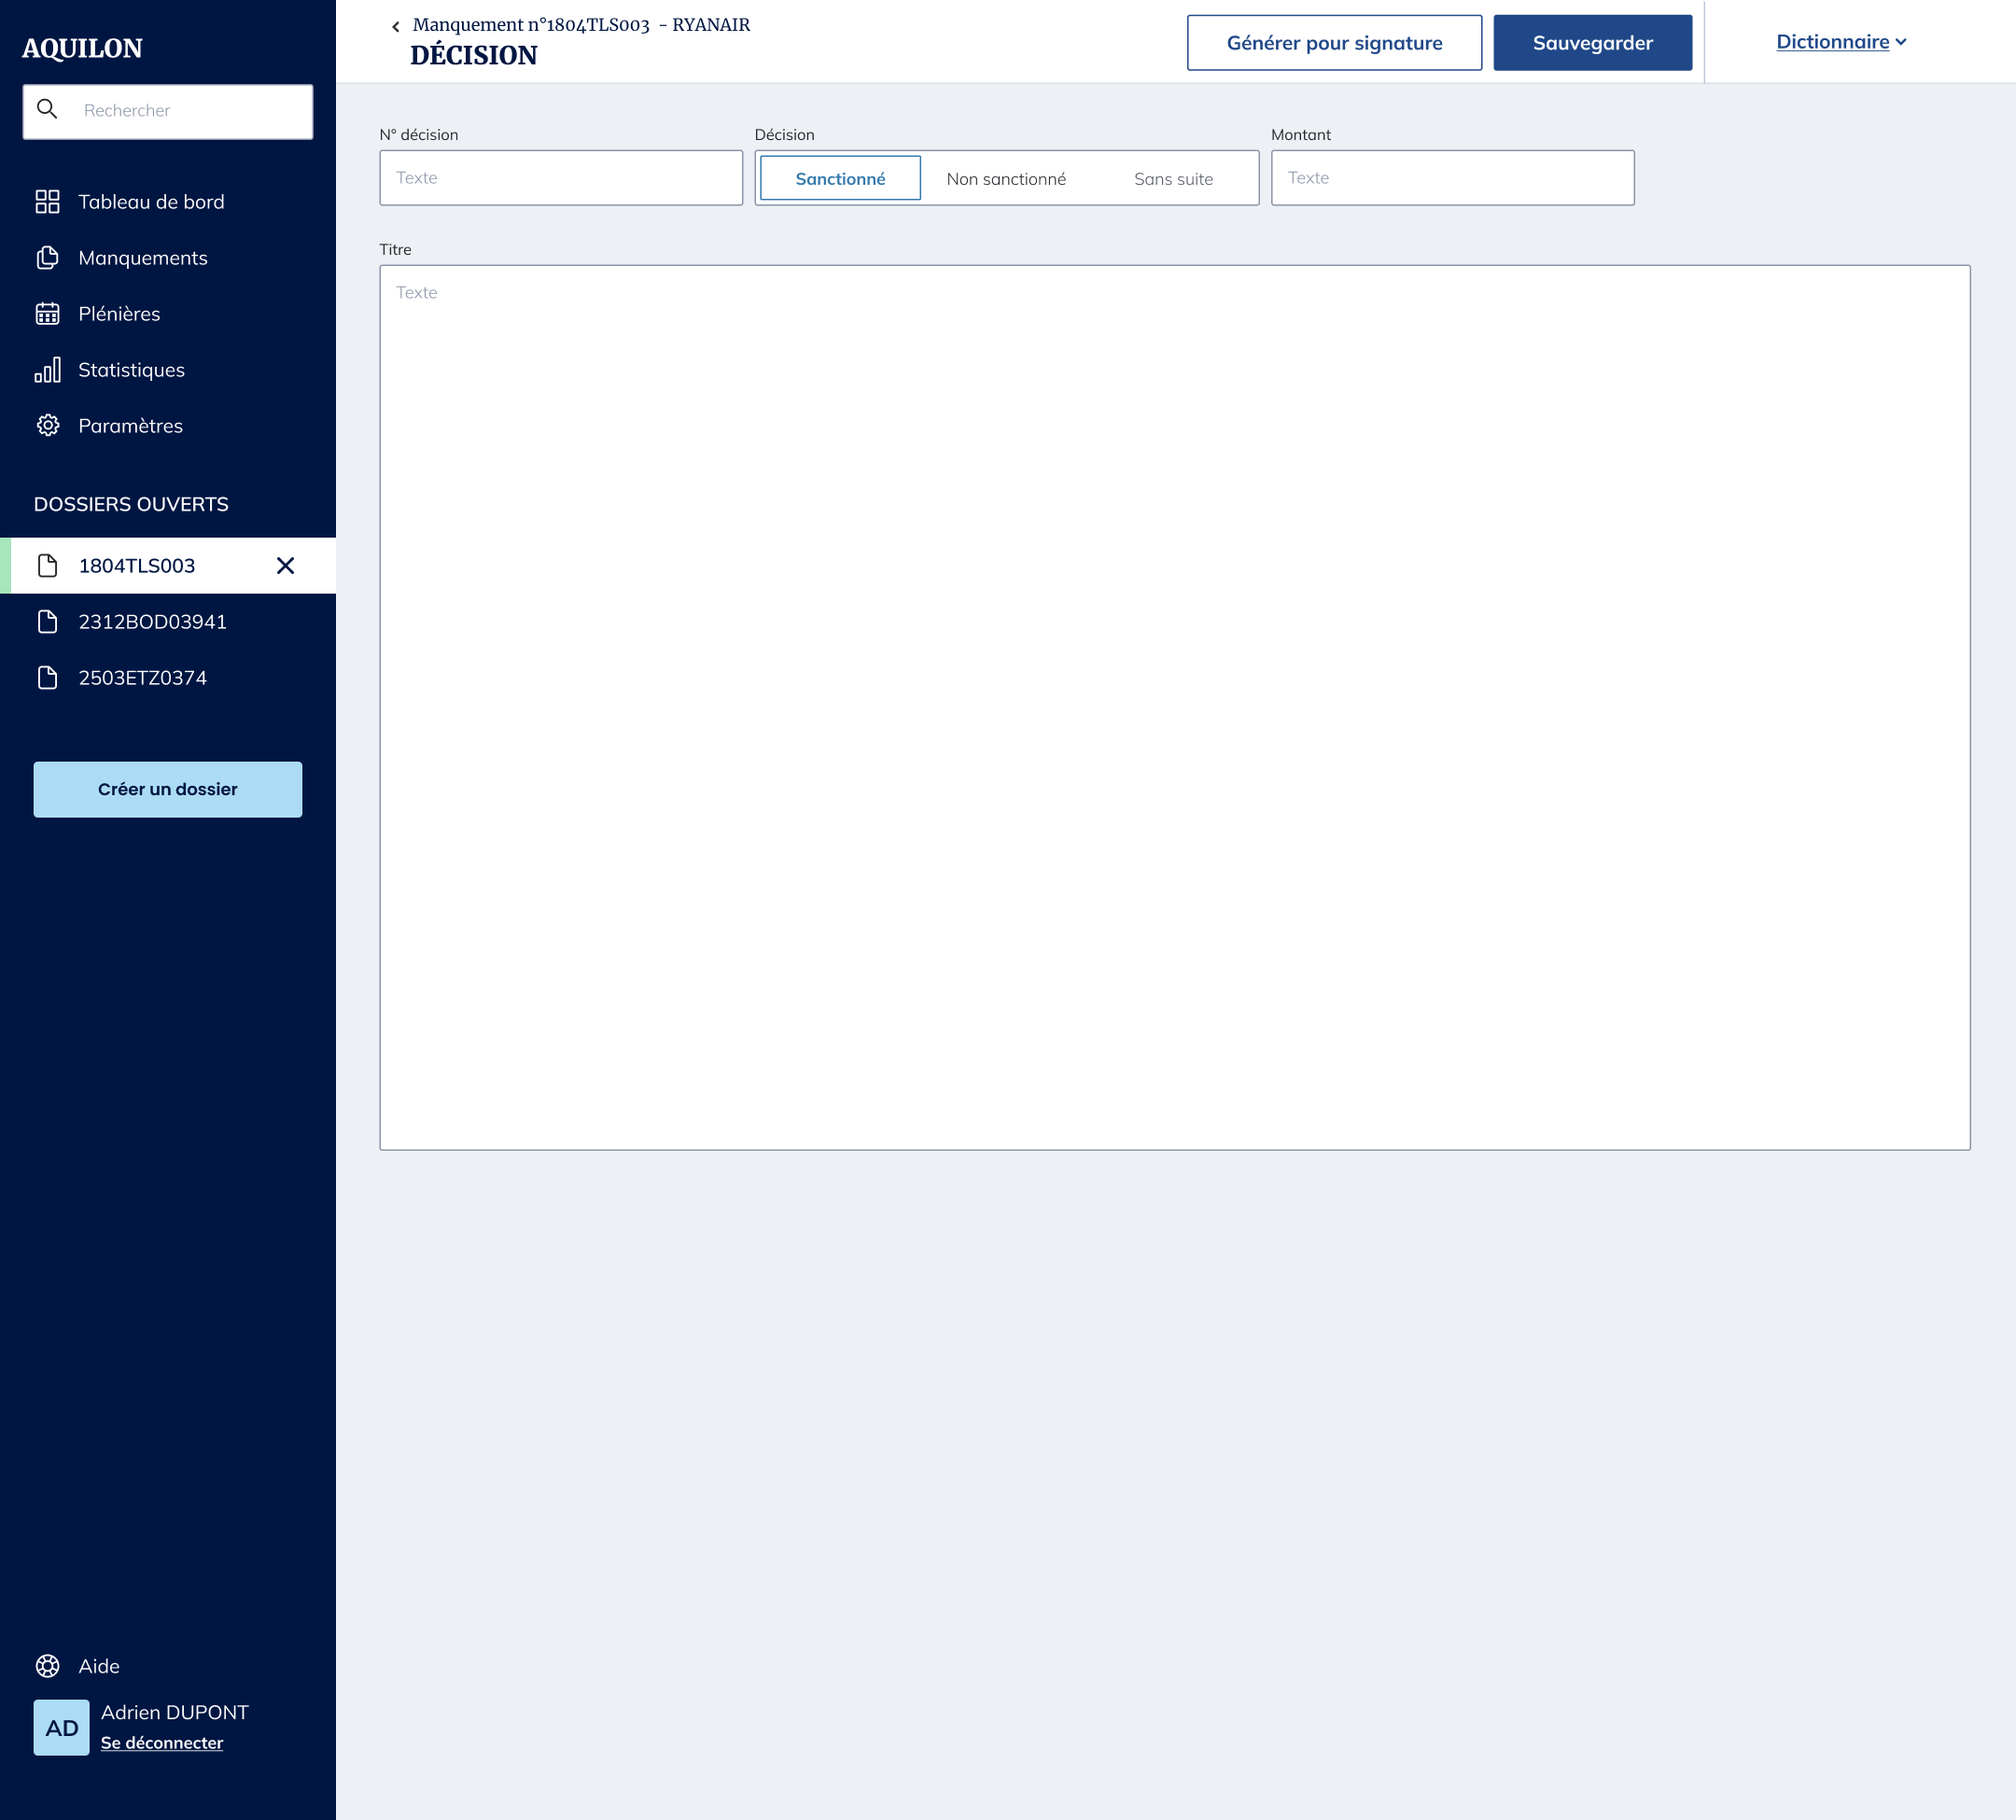 AQUILON
Rechercher
Tableau de bord
Manquements
Plénières
Statistiques
Paramètres
DOSSIERS OUVERTS
1804TLS003
2312BOD03941
2503ETZ0374
Créer un dossier
Aide
AD
Adrien DUPONT
Se déconnecter
Manquement n°1804TLS003 - RYANAIR
DÉCISION
Générer pour signature
Sauvegarder
Dictionnaire
N° décision
Texte
Décision
Sanctionné
Non sanctionné
Sans suite
Montant
Texte
Titre
Texte